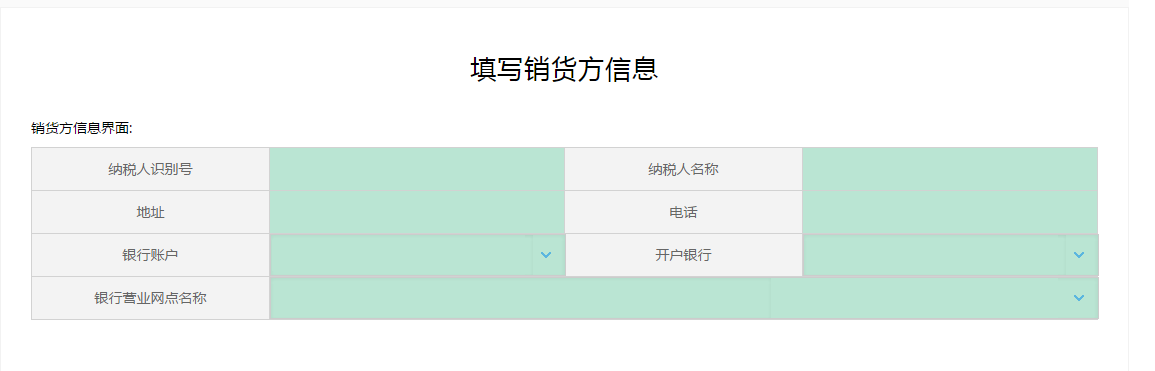 填写销货方信息
销货方信息界面:
纳税人识别号 纳税人名称
地址 电话
银行账户 开户银行
银行营业网点名称